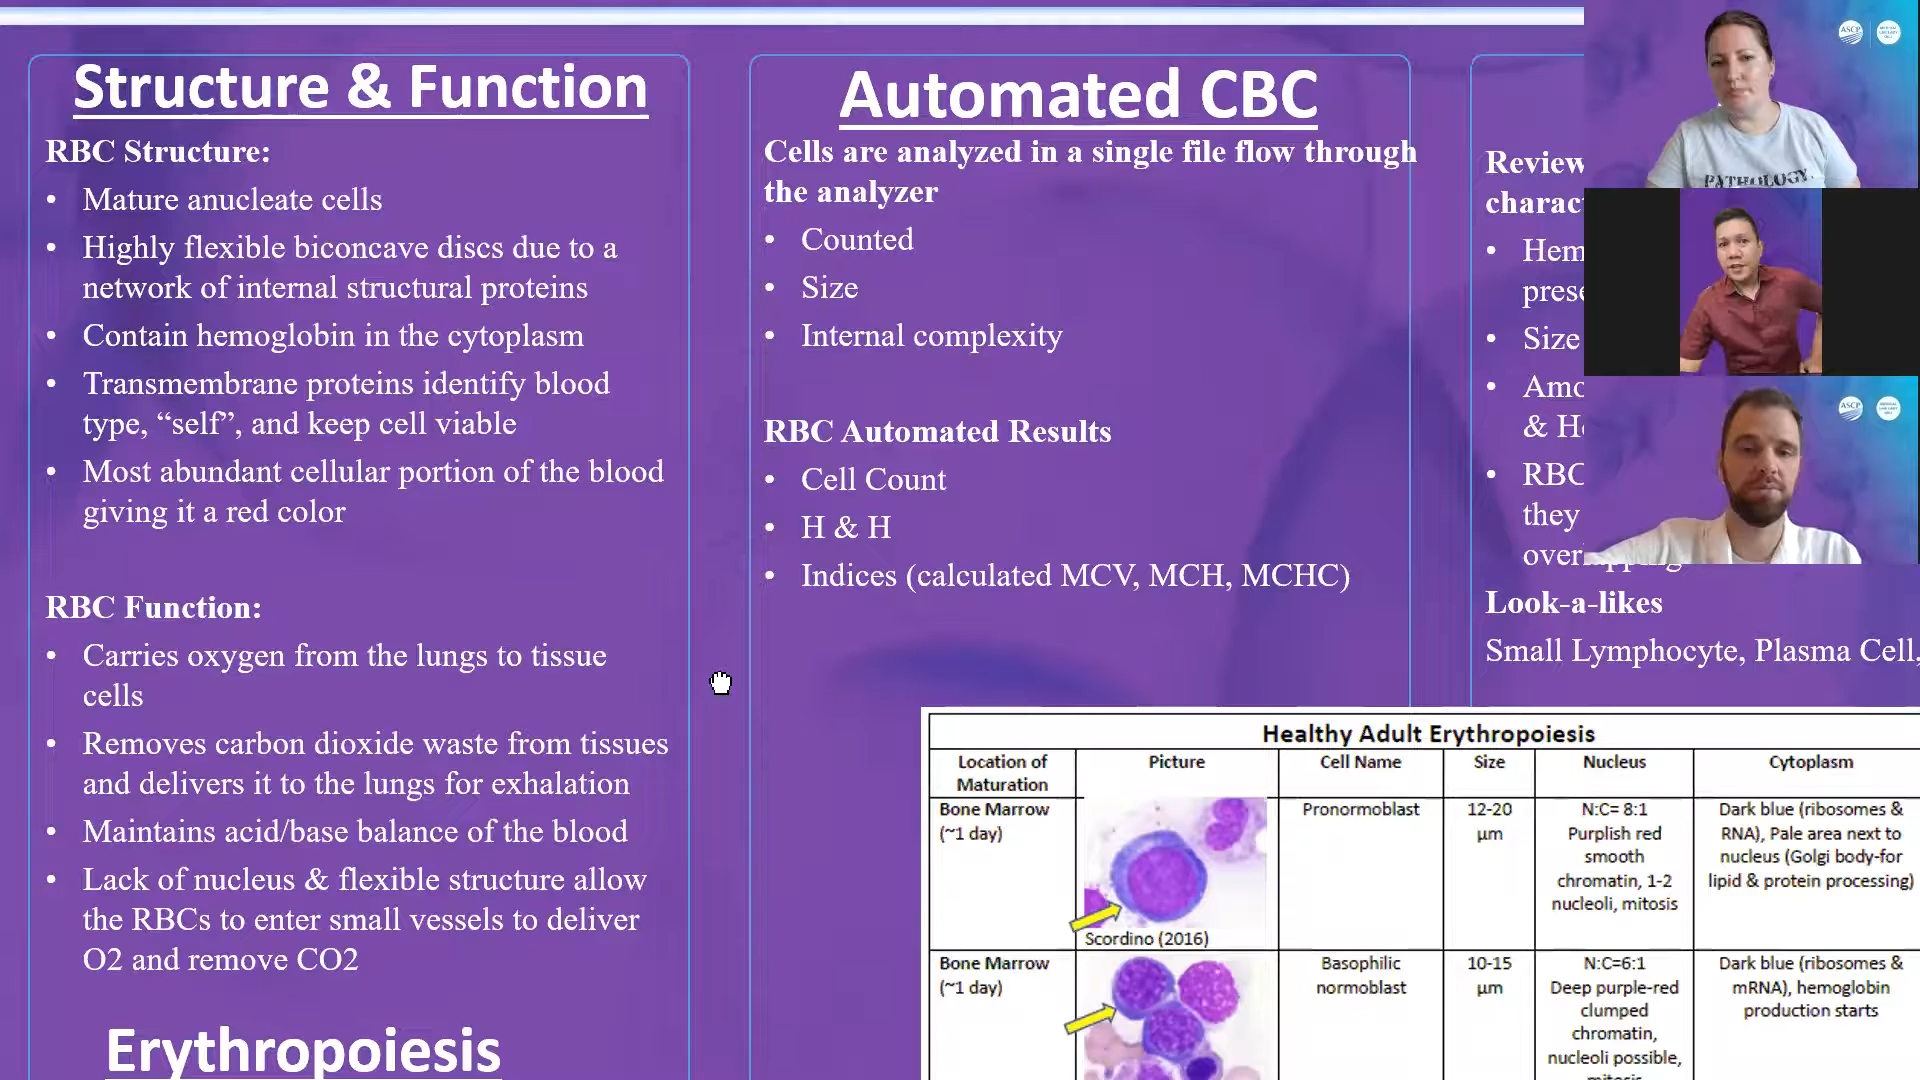 Structure & Function
RBC Structure:
• Mature anucleate cells
• Highly flexible biconcave discs due to a
network of internal structural proteins
• Contain hemoglobin in the cytoplasm
• Transmembrane proteins identify blood
type, “self”, and keep cell viable
• Most abundant cellular portion of the blood
giving it a red color
RBC Function:
• Carries oxygen from the lungs to tissue
cells
• Removes carbon dioxide waste from tissues
and delivers it to the lungs for exhalation
• Maintains acid/base balance of the blood
• Lack of nucleus & flexible structure allow
the RBCs to enter small vessels to deliver
O2 and remove CO2
Erythropoiesis
Automated CBC
Cells are analyzed in a single file flow through
the analyzer
• Counted
• Size
• Internal complexity
RBC Automated Results
• Cell Count
• H & H
• Indices (calculated MCV, MCH, MCHC)
Review
• Size
&
• RBC
they
Look-a-likes
Small Lymphocyte, Plasma Cell,
ASCP
PATHOLOGY.
ASCP
Healthy Adult Erythropoiesis
Location of
Maturation
Picture
Cell Name
Size
Nucleus
Cytoplasm
Bone Marrow
(~1 day)
Scordino (2016)
Pronormoblast
12-20
µm
N:C= 8:1
Purplish red
smooth
chromatin, 1-2
nucleoli, mitosis
Dark blue (ribosomes &
RNA), Pale area next to
nucleus (Golgi body-for
lipid & protein processing)
Bone Marrow
(~1 day)
Basophilic
normoblast
10-15
µm
N:C=6:1
Deep purple-red
clumped
chromatin,
nucleoli possible,
mitosis
Dark blue (ribosomes &
mRNA), hemoglobin
production starts